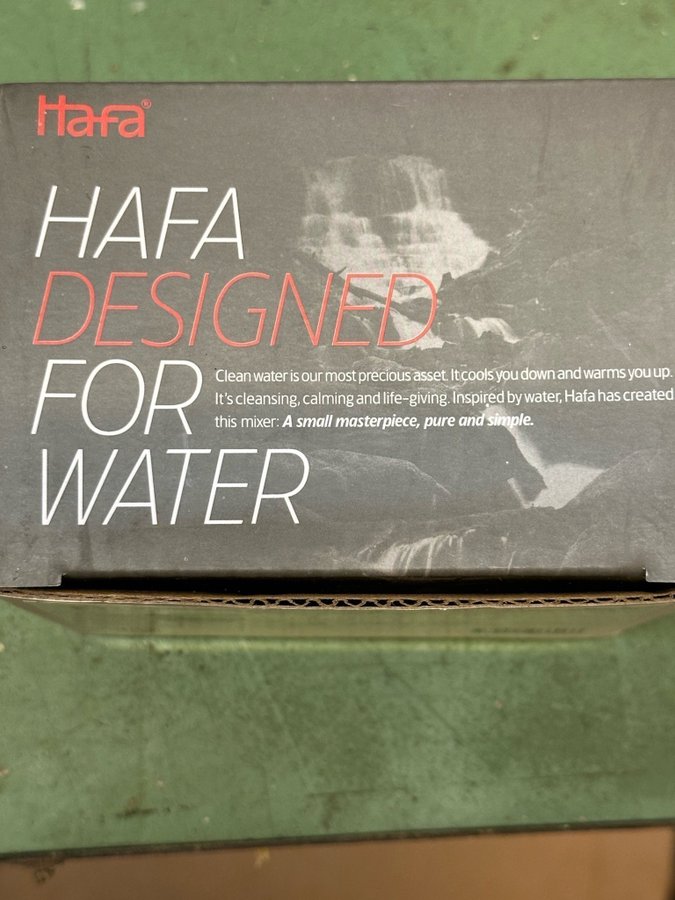 Hafa®
HAFA
DESIGNED
FOR
WATER
Clean water is our most precious asset. It cools you down and warms you up.
It's cleansing, calming and life-giving. Inspired by water, Hafa has created
this mixer: A small masterpiece, pure and simple.